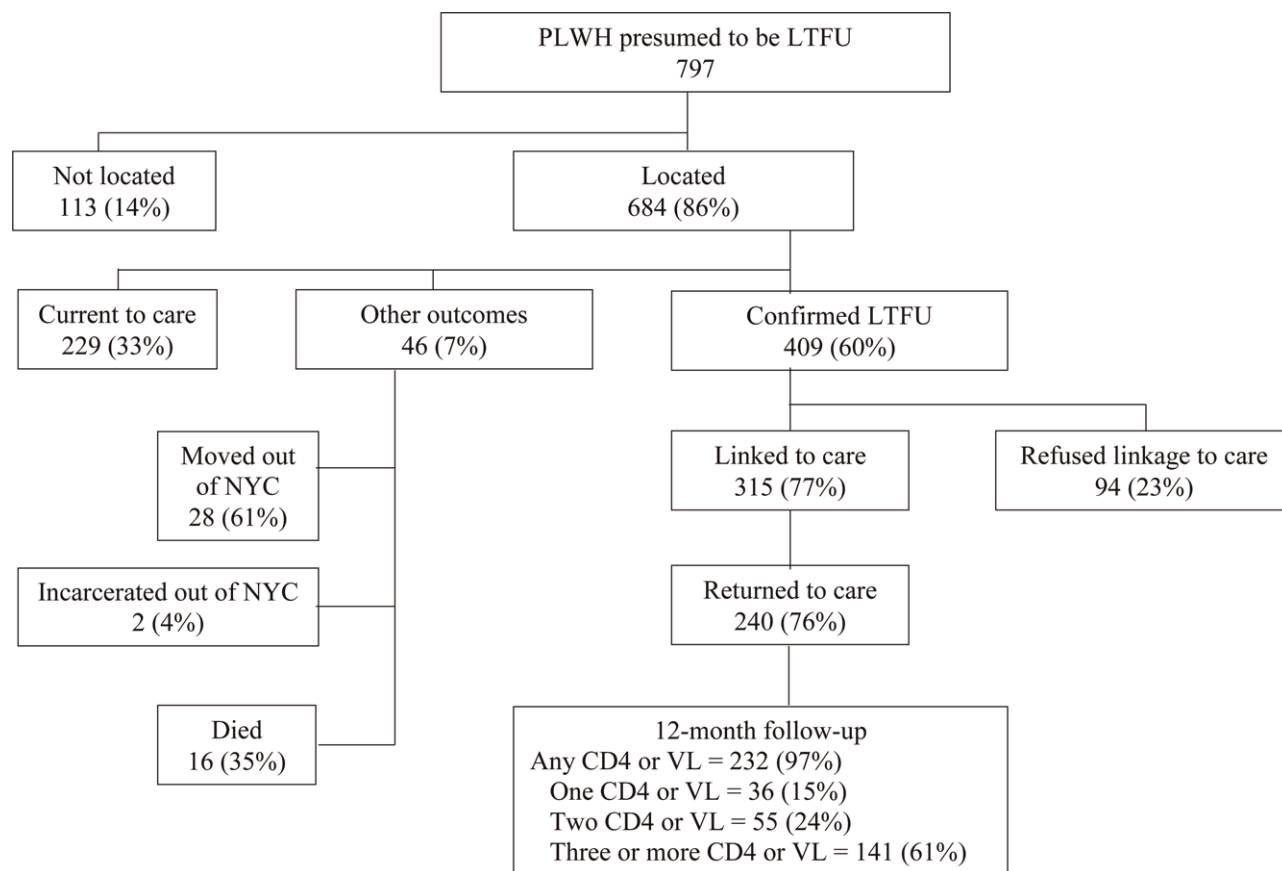 PLWH presumed to be LTFU
797
Not located
113 (14%)
Located
684 (86%)
Current to care
229 (33%)
Other outcomes
46 (7%)
Confirmed LTFU
409 (60%)
Moved out
of NYC
28 (61%)
Linked to care
315 (77%)
Refused linkage to care
94 (23%)
Incarcerated out of NYC
2 (4%)
Returned to care
240 (76%)
Died
16 (35%)
12-month follow-up
Any CD4 or VL = 232 (97%)
One CD4 or VL = 36 (15%)
Two CD4 or VL = 55 (24%)
Three or more CD4 or VL = 141 (61%)